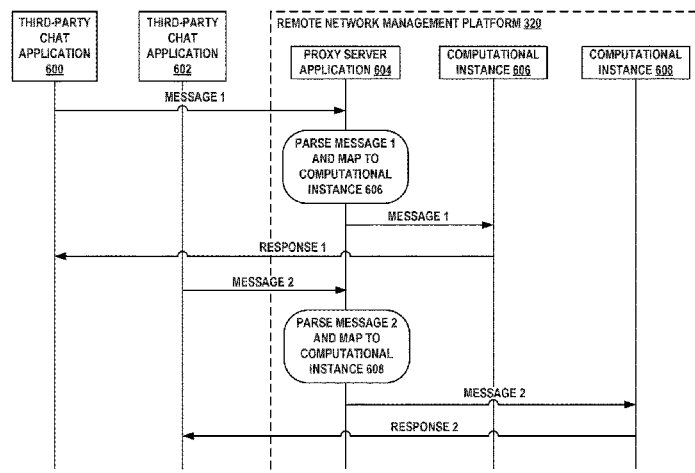 REMOTE NETWORK MANAGEMENT PLATFORM 320
THIRD-PARTY
CHAT
APPLICATION
600
THIRD-PARTY
CHAT
APPLICATION
602
PROXY SERVER
APPLICATION 604
COMPUTATIONAL
INSTANCE 606
COMPUTATIONAL
INSTANCE 608
MESSAGE 1
PARSE MESSAGE 1
AND MAP TO
COMPUTATIONAL
INSTANCE 606
MESSAGE 1
RESPONSE 1
MESSAGE 2
PARSE MESSAGE 2
AND MAP TO
COMPUTATIONAL
INSTANCE 608
MESSAGE 2
RESPONSE 2